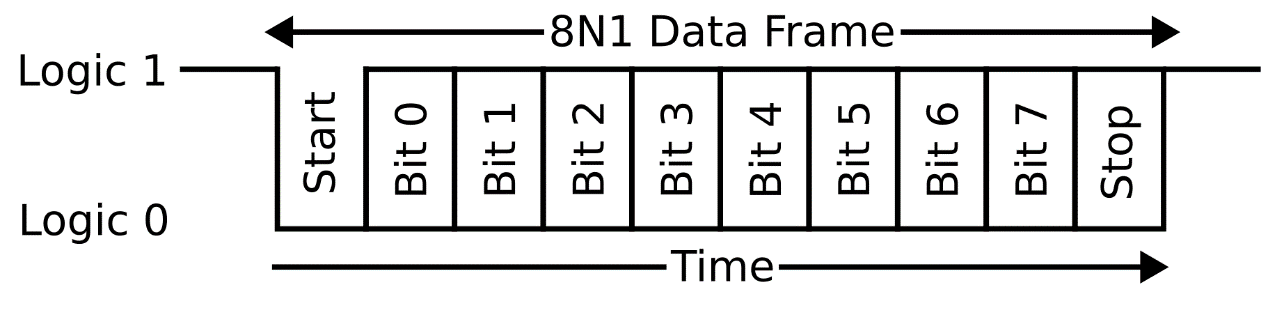 8N1 Data Frame
Logic 1
Start
Bit 0
Bit 1
Bit 2
Bit 3
Bit 4
Bit 5
Bit 6
Bit 7
Stop
Logic 0
Time